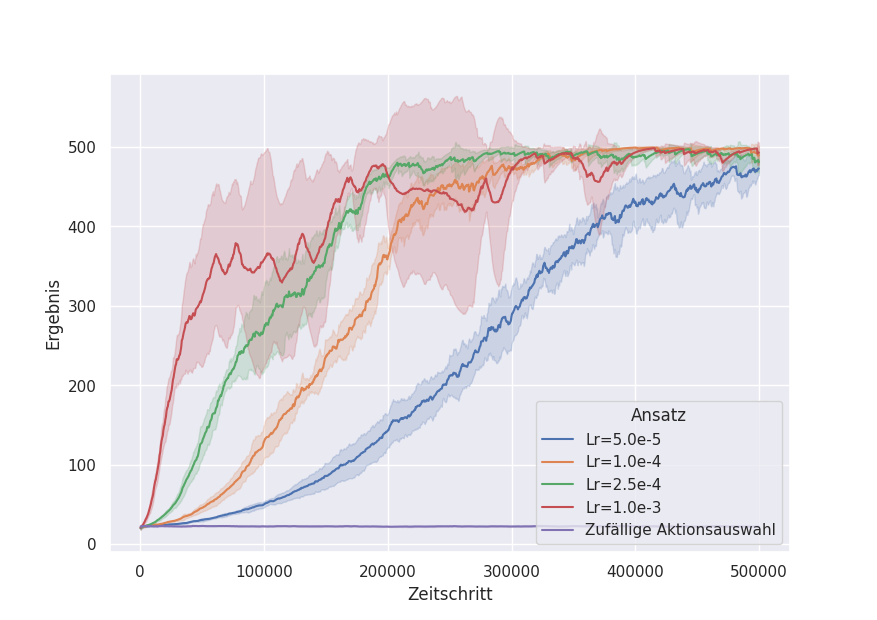 500
400
300
200
100
0
Ergebnis
Ansatz
Lr=5.0e-5
Lr=1.0e-4
Lr=2.5e-4
Lr=1.0e-3
Zufällige Aktionsauswahl
0 100000 200000 300000 400000 500000
Zeitschritt